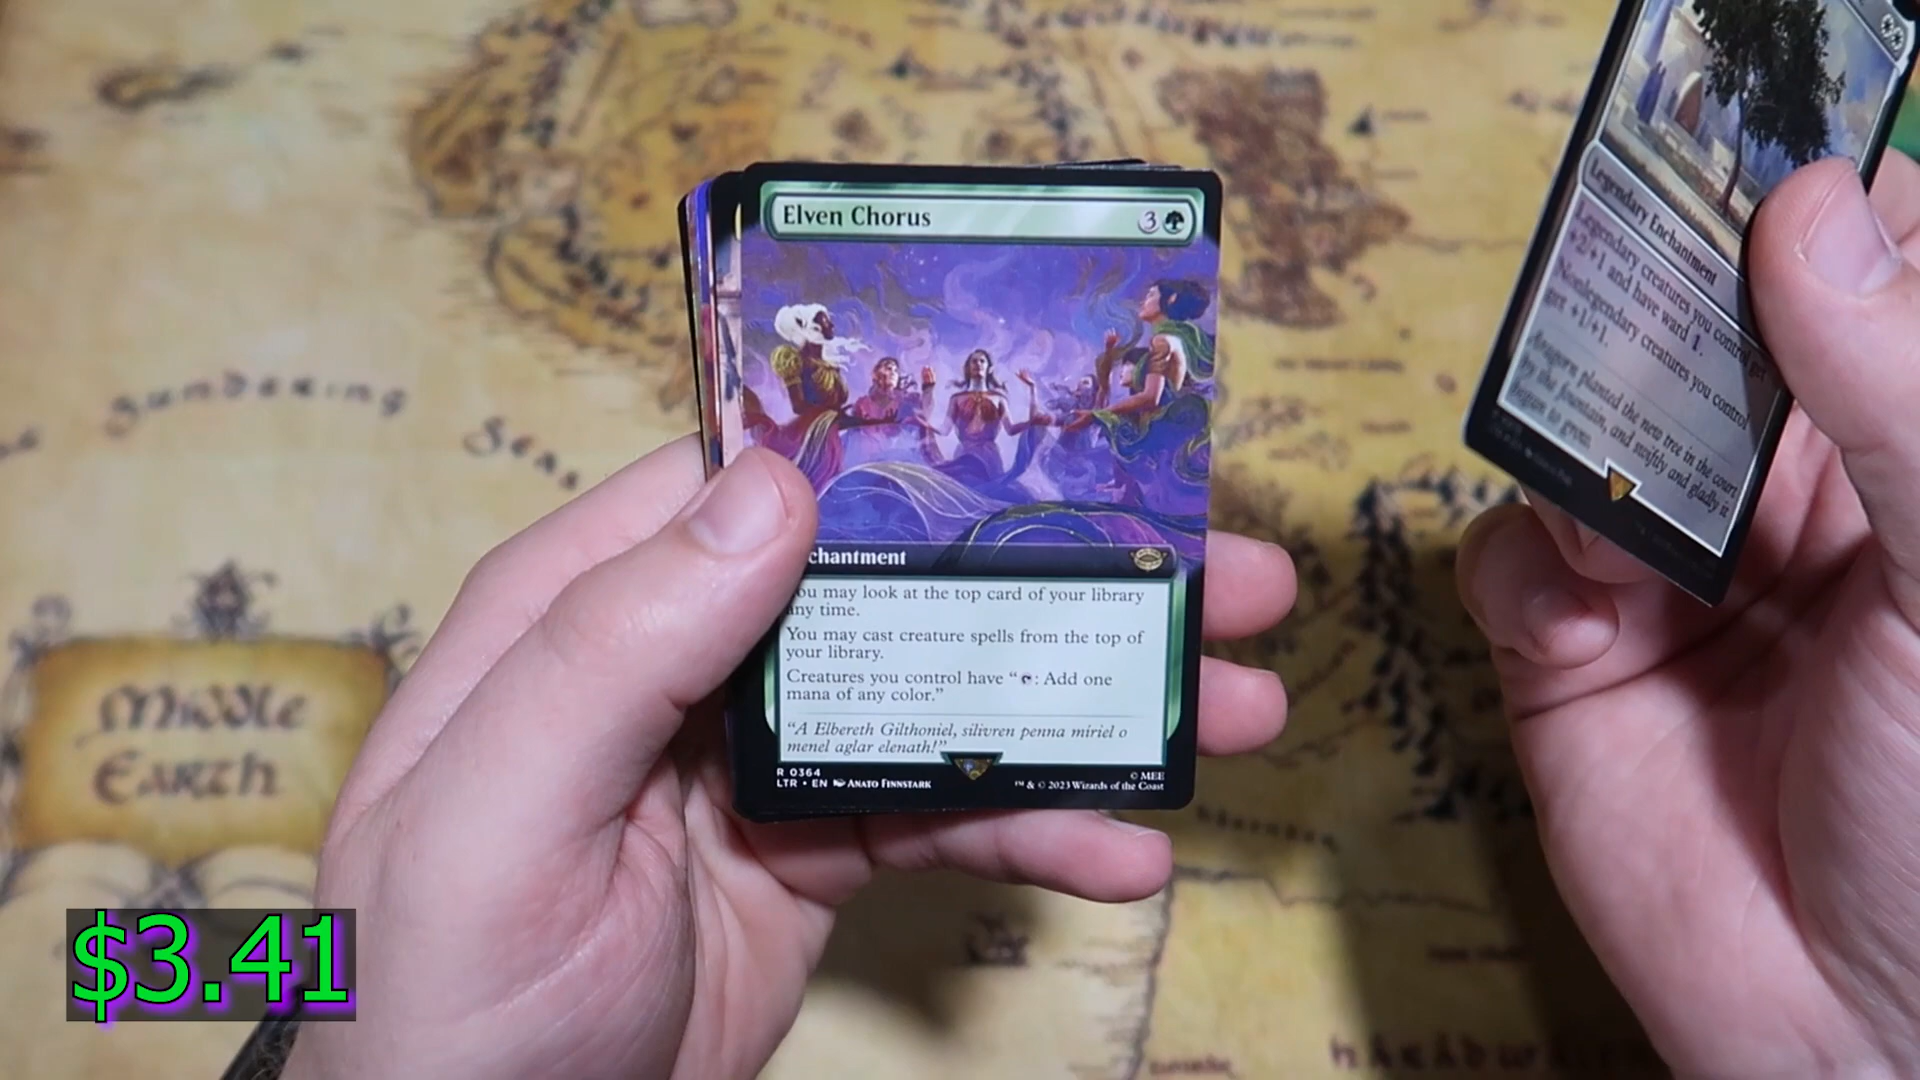 Elven Chorus 3
chantment
ou may look at the top card of your library
any time.
You may cast creature spells from the top of
your library.
Creatures you control have “: Add one
mana of any color.”
“A Elbereth Gilthoniel, silivren penna míriel o
menel aglar elenath!”
R 0364
LTR • EN Anato Finnstark
© MEE
™ & © 2023 Wizards of the Coast
Legendary Enchantment
Legendary creatures you control get
+2/+1 and have ward 1.
Nonlegendary creatures you control
get +1/+1.
Aragorn planted the new tree in the court
by the fountain, and swiftly and gladly it
began to grow.
Sundering
Seas
Middle
Earth
$3.41